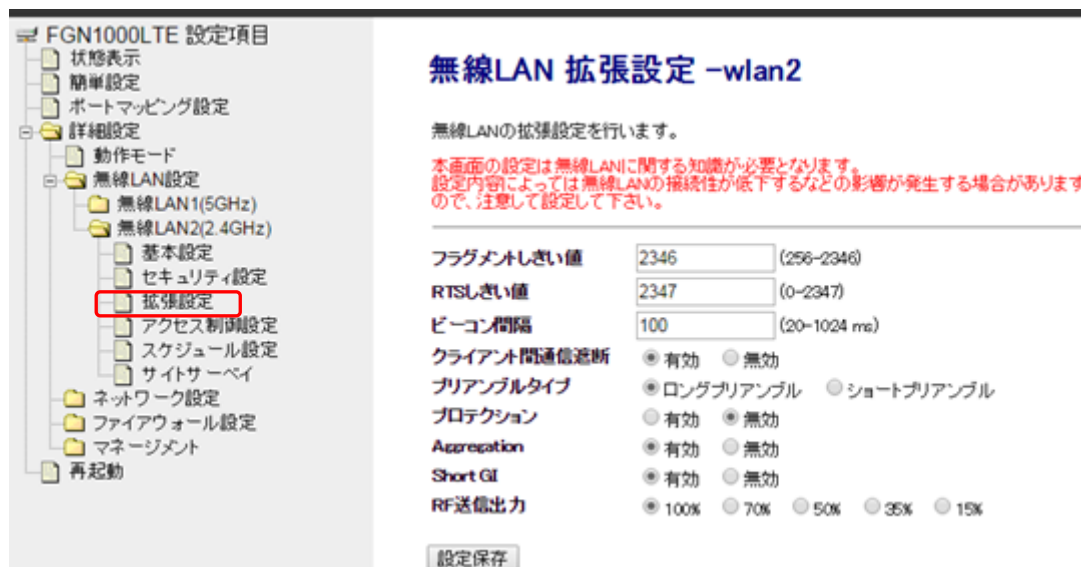 FGN1000LTE 設定項目
状態表示
簡単設定
ポートマッピング設定
詳細設定
動作モード
無線LAN設定
無線LAN1(5GHz)
無線LAN2(2.4GHz)
基本設定
セキュリティ設定
拡張設定
アクセス制御設定
スケジュール設定
サイトサーベイ
ネットワーク設定
ファイアウォール設定
マネージメント
再起動
無線LAN 拡張設定 -wlan2
無線LANの拡張設定を行います。
本画面の設定は無線LANに関する知識が必要となります。
設定内容によっては無線LANの接続性が低下するなどの影響が発生する場合があります
ので、注意して設定して下さい。
フラグメントしきい値 2346 (256-2346)
RTSしきい値 2347 (0-2347)
ビーコン間隔 100 (20-1024 ms)
クライアント間通信遮断 有効 無効
プリアンブルタイプ ロングプリアンブル ショートプリアンブル
プロテクション 有効 無効
Aggregation 有効 無効
Short GI 有効 無効
RF送信出力 100% 70% 50% 35% 15%
設定保存